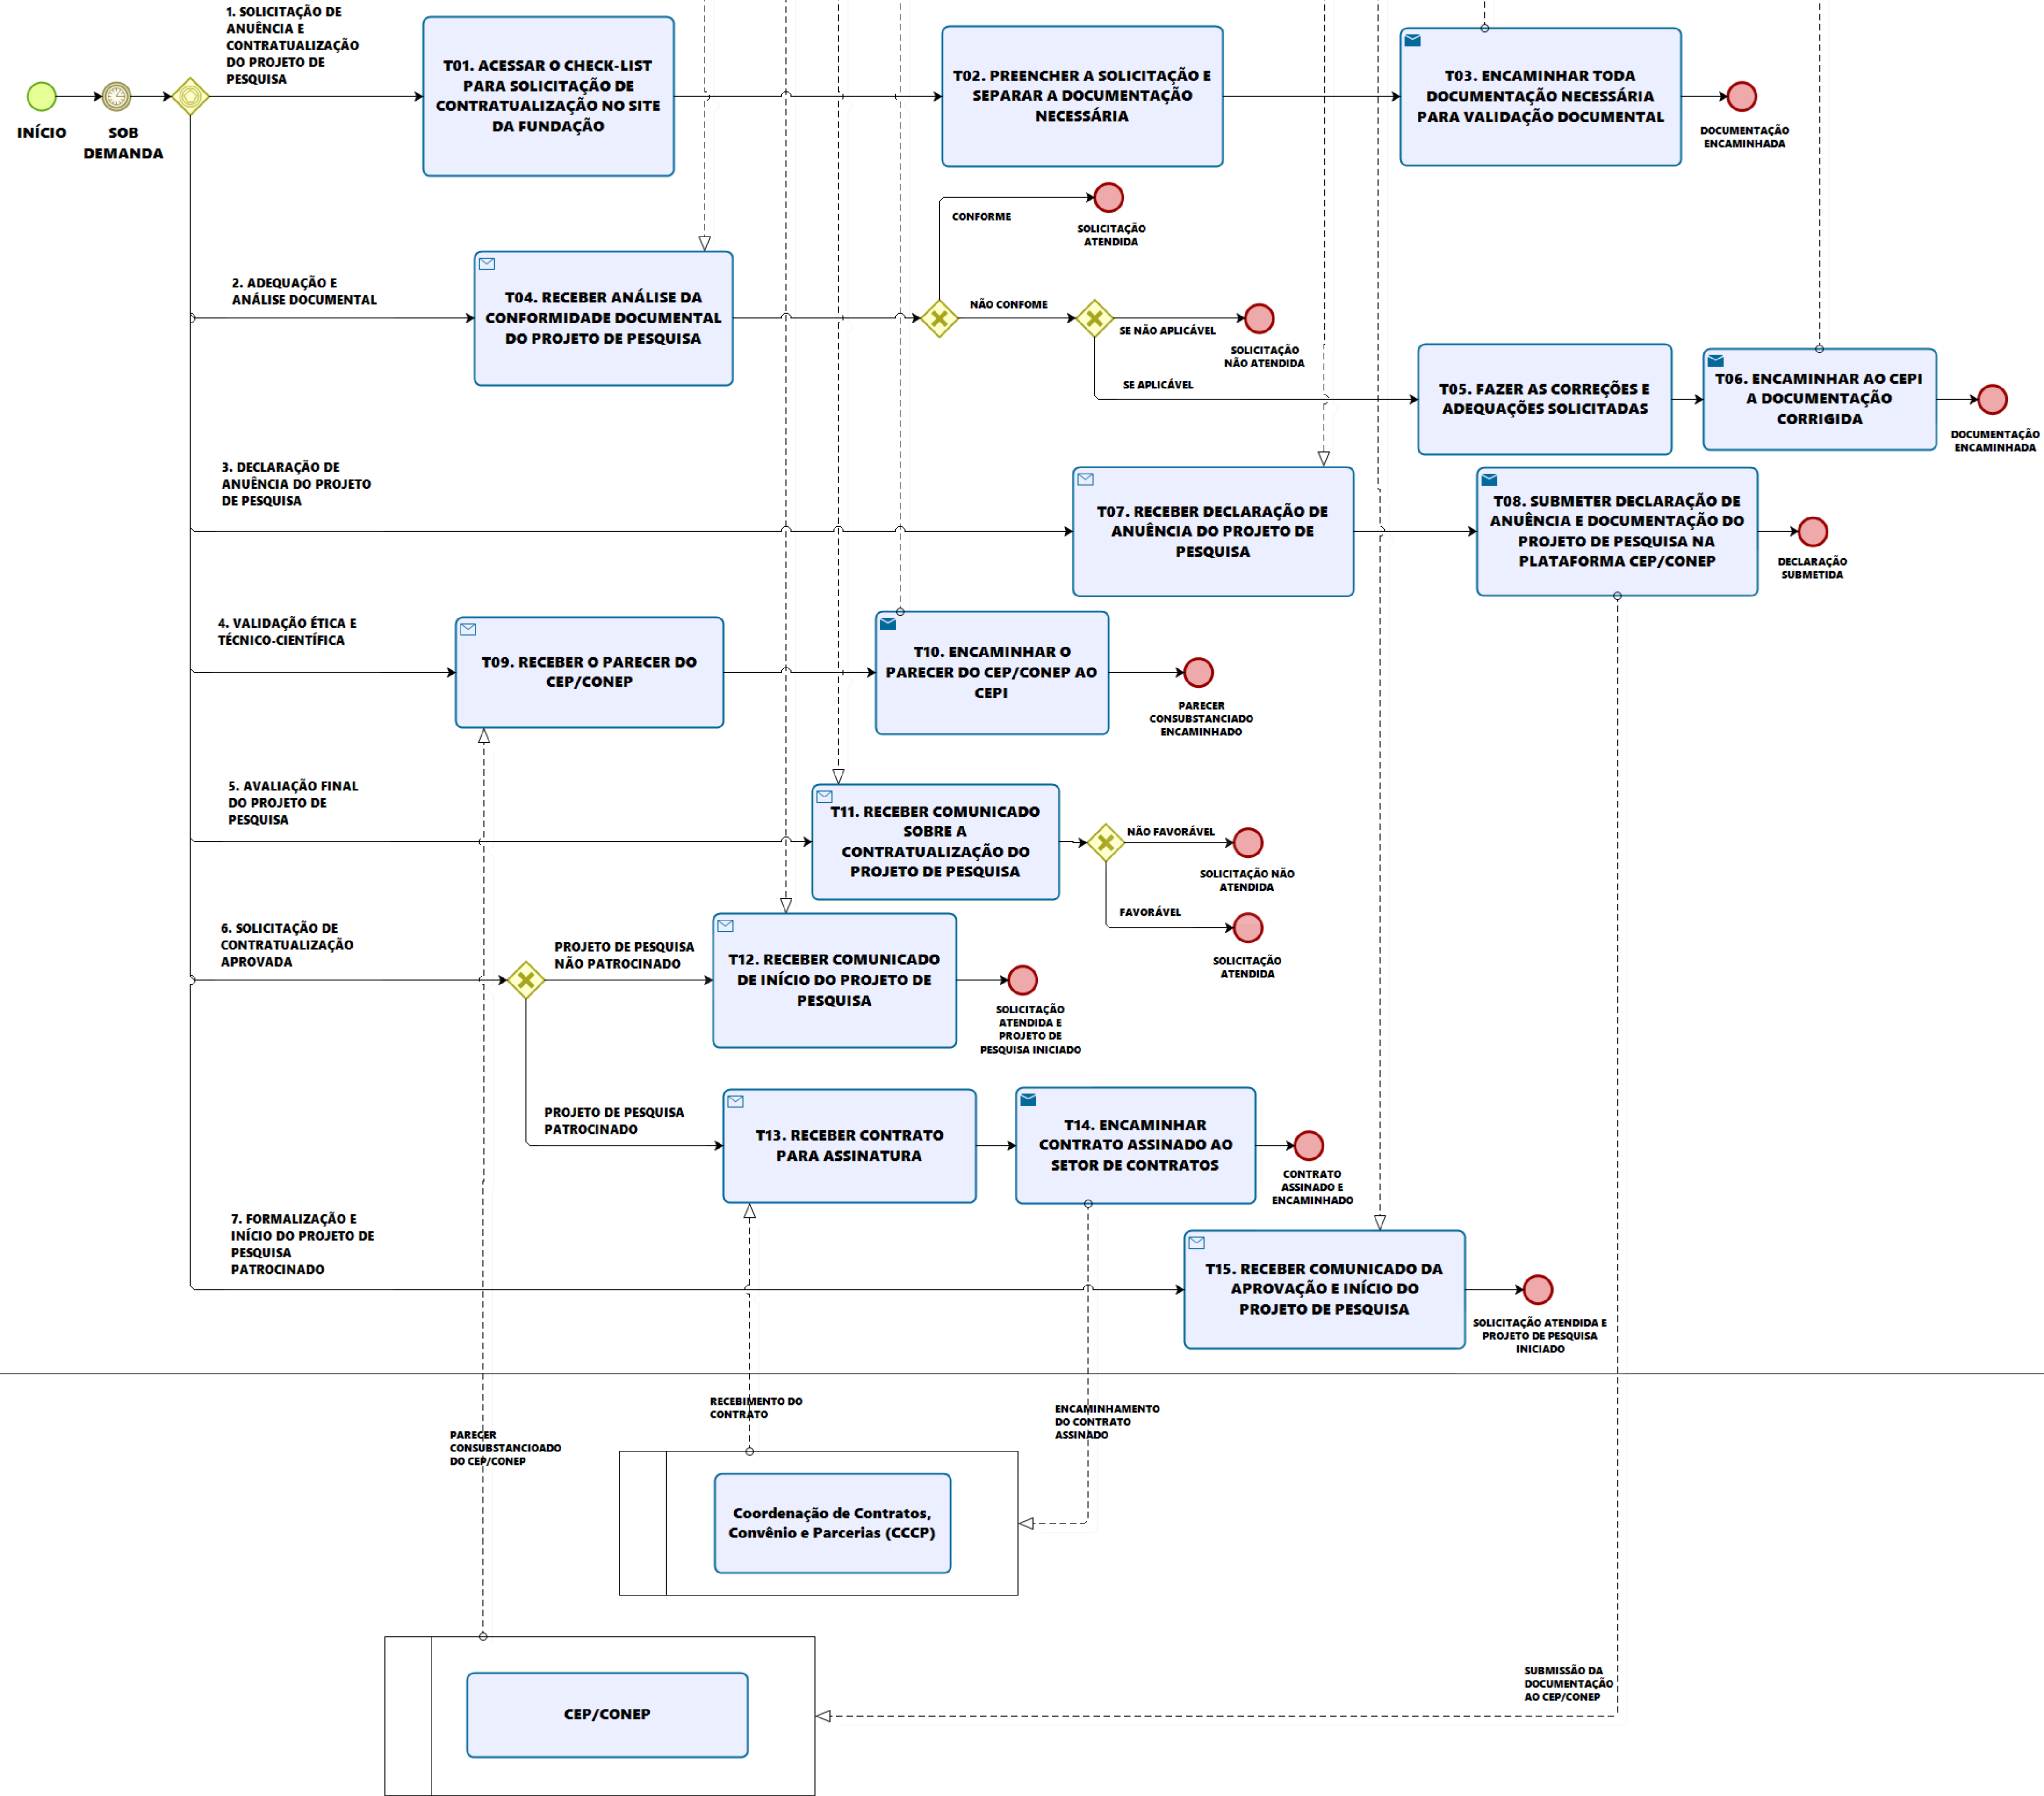 1. SOLICITAÇÃO DE
ANUÊNCIA E
CONTRATUALIZAÇÃO
DO PROJETO DE
PESQUISA
INÍCIO
SOB
DEMANDA
T01. ACESSAR O CHECK-LIST
PARA SOLICITAÇÃO DE
CONTRATUALIZAÇÃO NO SITE
DA FUNDAÇÃO
T02. PREENCHER A SOLICITAÇÃO E
SEPARAR A DOCUMENTAÇÃO
NECESSÁRIA
T03. ENCAMINHAR TODA
DOCUMENTAÇÃO NECESSÁRIA
PARA VALIDAÇÃO DOCUMENTAL
DOCUMENTAÇÃO
ENCAMINHADA
2. ADEQUAÇÃO E
ANÁLISE DOCUMENTAL
T04. RECEBER ANÁLISE DA
CONFORMIDADE DOCUMENTAL
DO PROJETO DE PESQUISA
CONFORME
SOLICITAÇÃO
ATENDIDA
NÃO CONFOME
SE NÃO APLICÁVEL
SOLICITAÇÃO
NÃO ATENDIDA
SE APLICÁVEL
T05. FAZER AS CORREÇÕES E
ADEQUAÇÕES SOLICITADAS
T06. ENCAMINHAR AO CEPI
A DOCUMENTAÇÃO
CORRIGIDA
DOCUMENTAÇÃO
ENCAMINHADA
3. DECLARAÇÃO DE
ANUÊNCIA DO PROJETO
DE PESQUISA
T07. RECEBER DECLARAÇÃO DE
ANUÊNCIA DO PROJETO DE
PESQUISA
T08. SUBMETER DECLARAÇÃO DE
ANUÊNCIA E DOCUMENTAÇÃO DO
PROJETO DE PESQUISA NA
PLATAFORMA CEP/CONEP
DECLARAÇÃO
SUBMETIDA
4. VALIDAÇÃO ÉTICA E
TÉCNICO-CIENTÍFICA
T09. RECEBER O PARECER DO
CEP/CONEP
T10. ENCAMINHAR O
PARECER DO CEP/CONEP AO
CEPI
PARECER
CONSUBSTANCIADO
ENCAMINHADO
5. AVALIAÇÃO FINAL
DO PROJETO DE
PESQUISA
T11. RECEBER COMUNICADO
SOBRE A
CONTRATUALIZAÇÃO DO
PROJETO DE PESQUISA
NÃO FAVORÁVEL
SOLICITAÇÃO NÃO
ATENDIDA
FAVORÁVEL
SOLICITAÇÃO
ATENDIDA
6. SOLICITAÇÃO DE
CONTRATUALIZAÇÃO
APROVADA
PROJETO DE PESQUISA
NÃO PATROCINADO
T12. RECEBER COMUNICADO
DE INÍCIO DO PROJETO DE
PESQUISA
SOLICITAÇÃO
ATENDIDA E
PROJETO DE
PESQUISA INICIADO
PROJETO DE PESQUISA
PATROCINADO
T13. RECEBER CONTRATO
PARA ASSINATURA
T14. ENCAMINHAR
CONTRATO ASSINADO AO
SETOR DE CONTRATOS
CONTRATO
ASSINADO E
ENCAMINHADO
7. FORMALIZAÇÃO E
INÍCIO DO PROJETO DE
PESQUISA
PATROCINADO
T15. RECEBER COMUNICADO DA
APROVAÇÃO E INÍCIO DO
PROJETO DE PESQUISA
SOLICITAÇÃO ATENDIDA E
PROJETO DE PESQUISA
INICIADO
RECEBIMENTO DO
CONTRATO
ENCAMINHAMENTO
DO CONTRATO
ASSINADO
PARECER
CONSUBSTANCIOADO
DO CEP/CONEP
Coordenação de Contratos,
Convênio e Parcerias (CCCP)
SUBMISSÃO DA
DOCUMENTAÇÃO
AO CEP/CONEP
CEP/CONEP